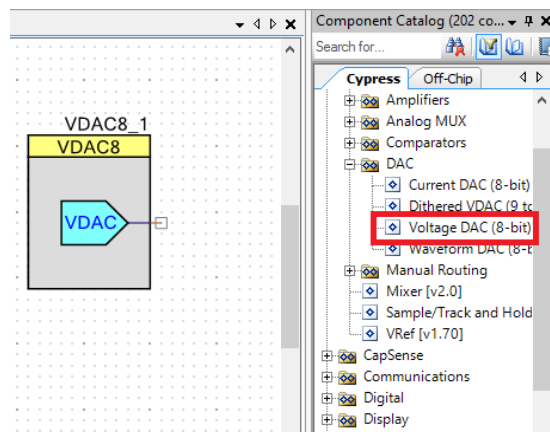 VDAC8_1
VDAC8
VDAC
Component Catalog (202 co...
Search for...
Cypress
Off-Chip
Amplifiers
Analog MUX
Comparators
DAC
Current DAC (8-bit)
Dithered VDAC (9 to
Voltage DAC (8-bit)
Waveform DAC (8-b
Manual Routing
Mixer [v2.0]
Sample/Track and Hold
VRef [v1.70]
CapSense
Communications
Digital
Display